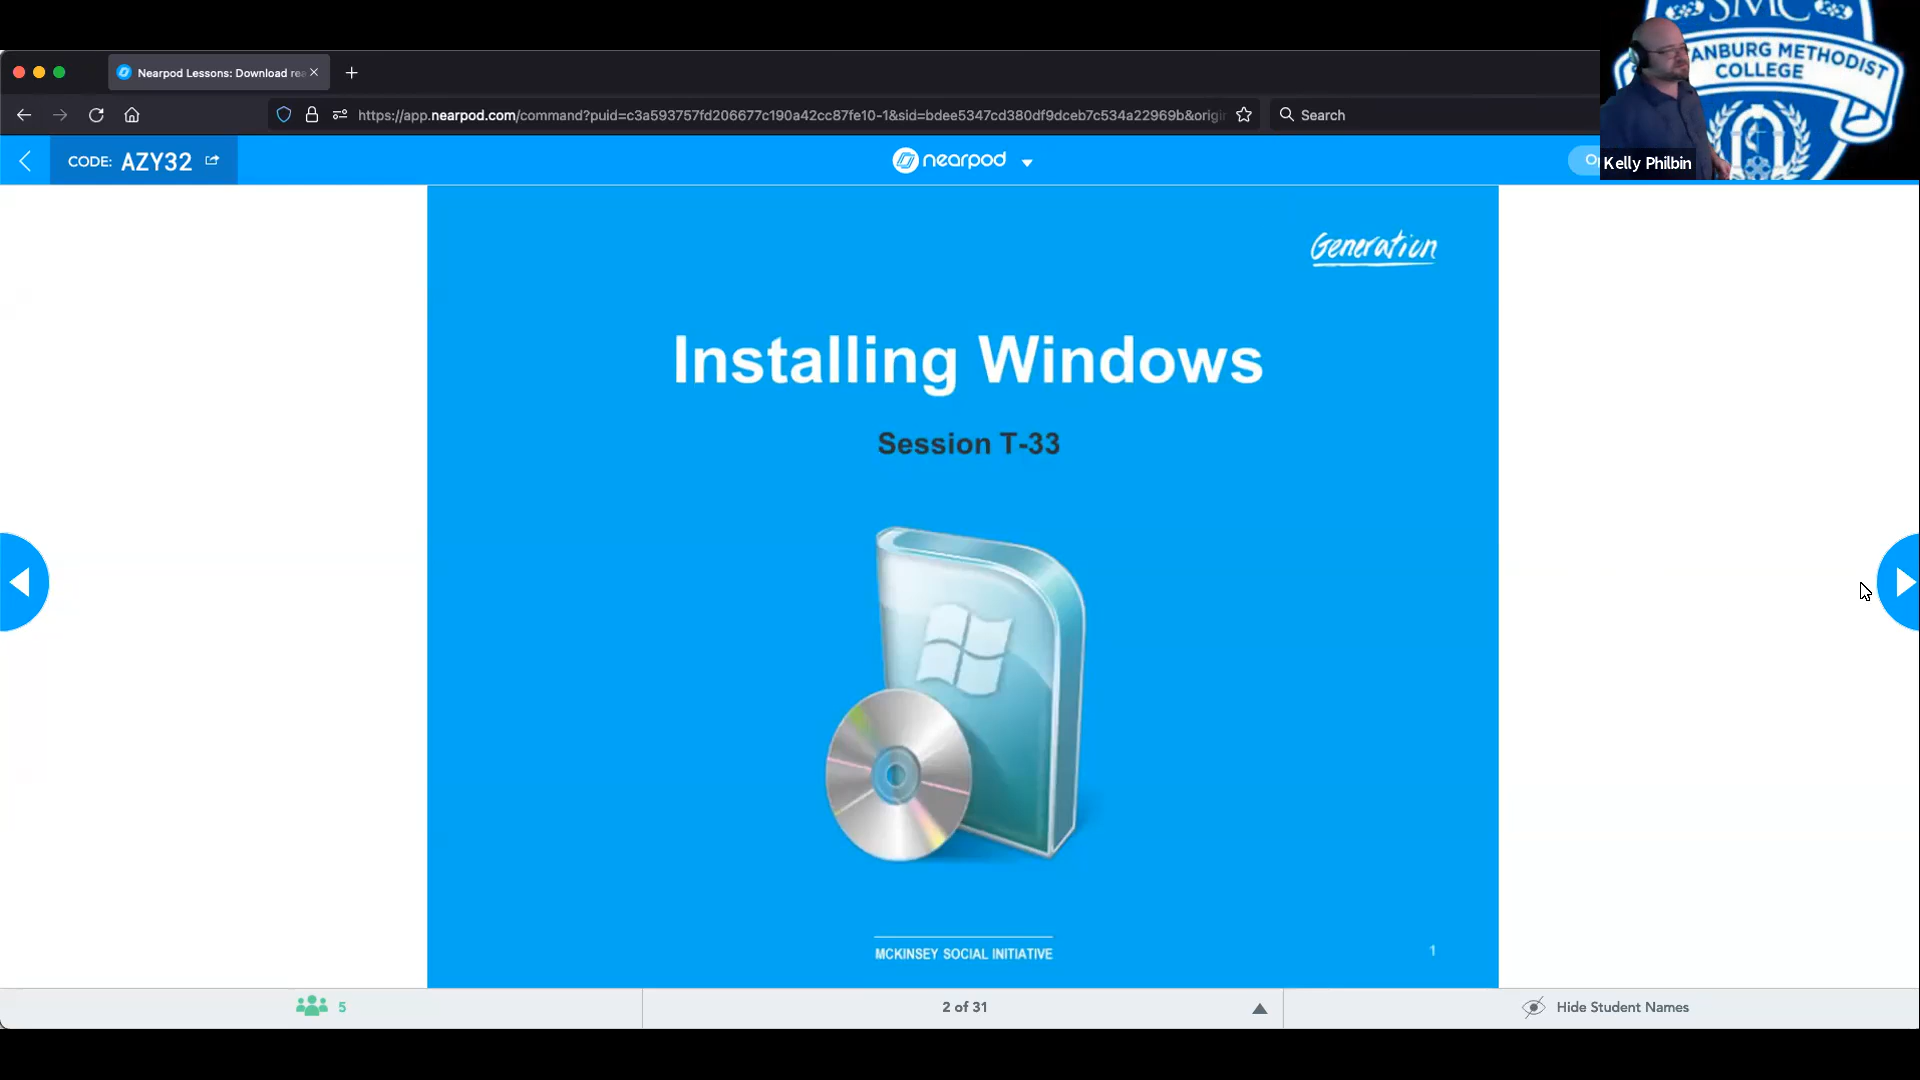 SMC
ANBURG METHODIST
COLLEGE
Nearpod Lessons: Download rea
https://app.nearpod.com/command?puid=c3a593757fd206677c190a42cc87fe10-1&sid=bdee5347cd380df9dceb7c534a22969b&origi
Search
CODE: AZY32
nearpod
Kelly Philbin
Generation
Installing Windows
Session T-33
MCKINSEY SOCIAL INITIATIVE
1
5
2 of 31
Hide Student Names